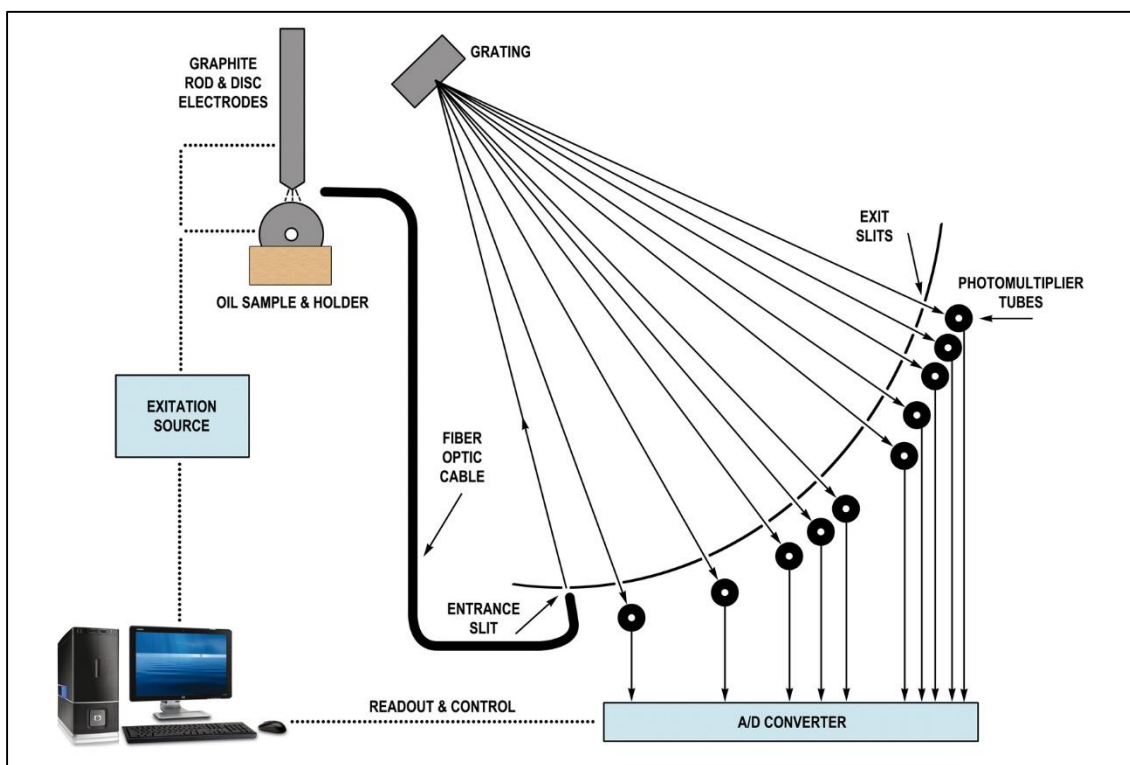 GRAPHITE
ROD & DISC
ELECTRODES
GRATING
EXIT
SLITS
PHOTOMULTIPLIER
TUBES
OIL SAMPLE & HOLDER
EXITATION
SOURCE
FIBER
OPTIC
CABLE
ENTRANCE
SLIT
READOUT & CONTROL
A/D CONVERTER